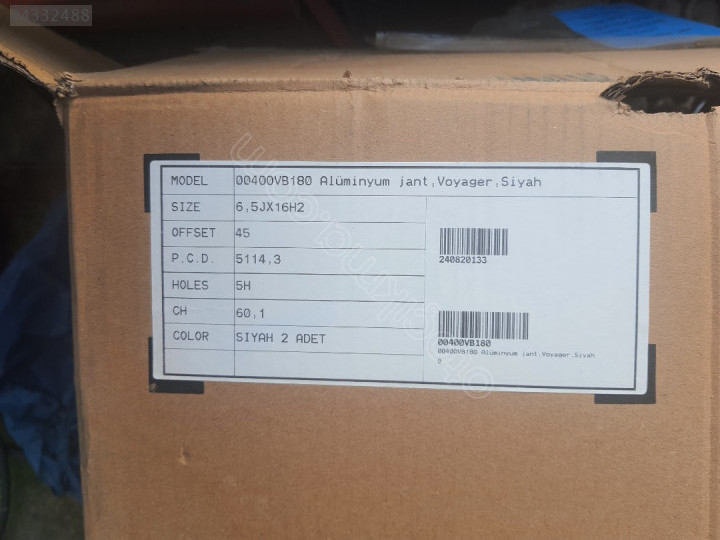 332488
MODEL 00400VB180 Alüminyum jant,Voyager,Siyah
SIZE 6,5JX16H2
OFFSET 45
P.C.D. 5114,3
HOLES 5H
CH 60,1
COLOR SIYAH 2 ADET
240820133
00400VB180
00400VB180 Alüminyum jant,Voyager,Siyah